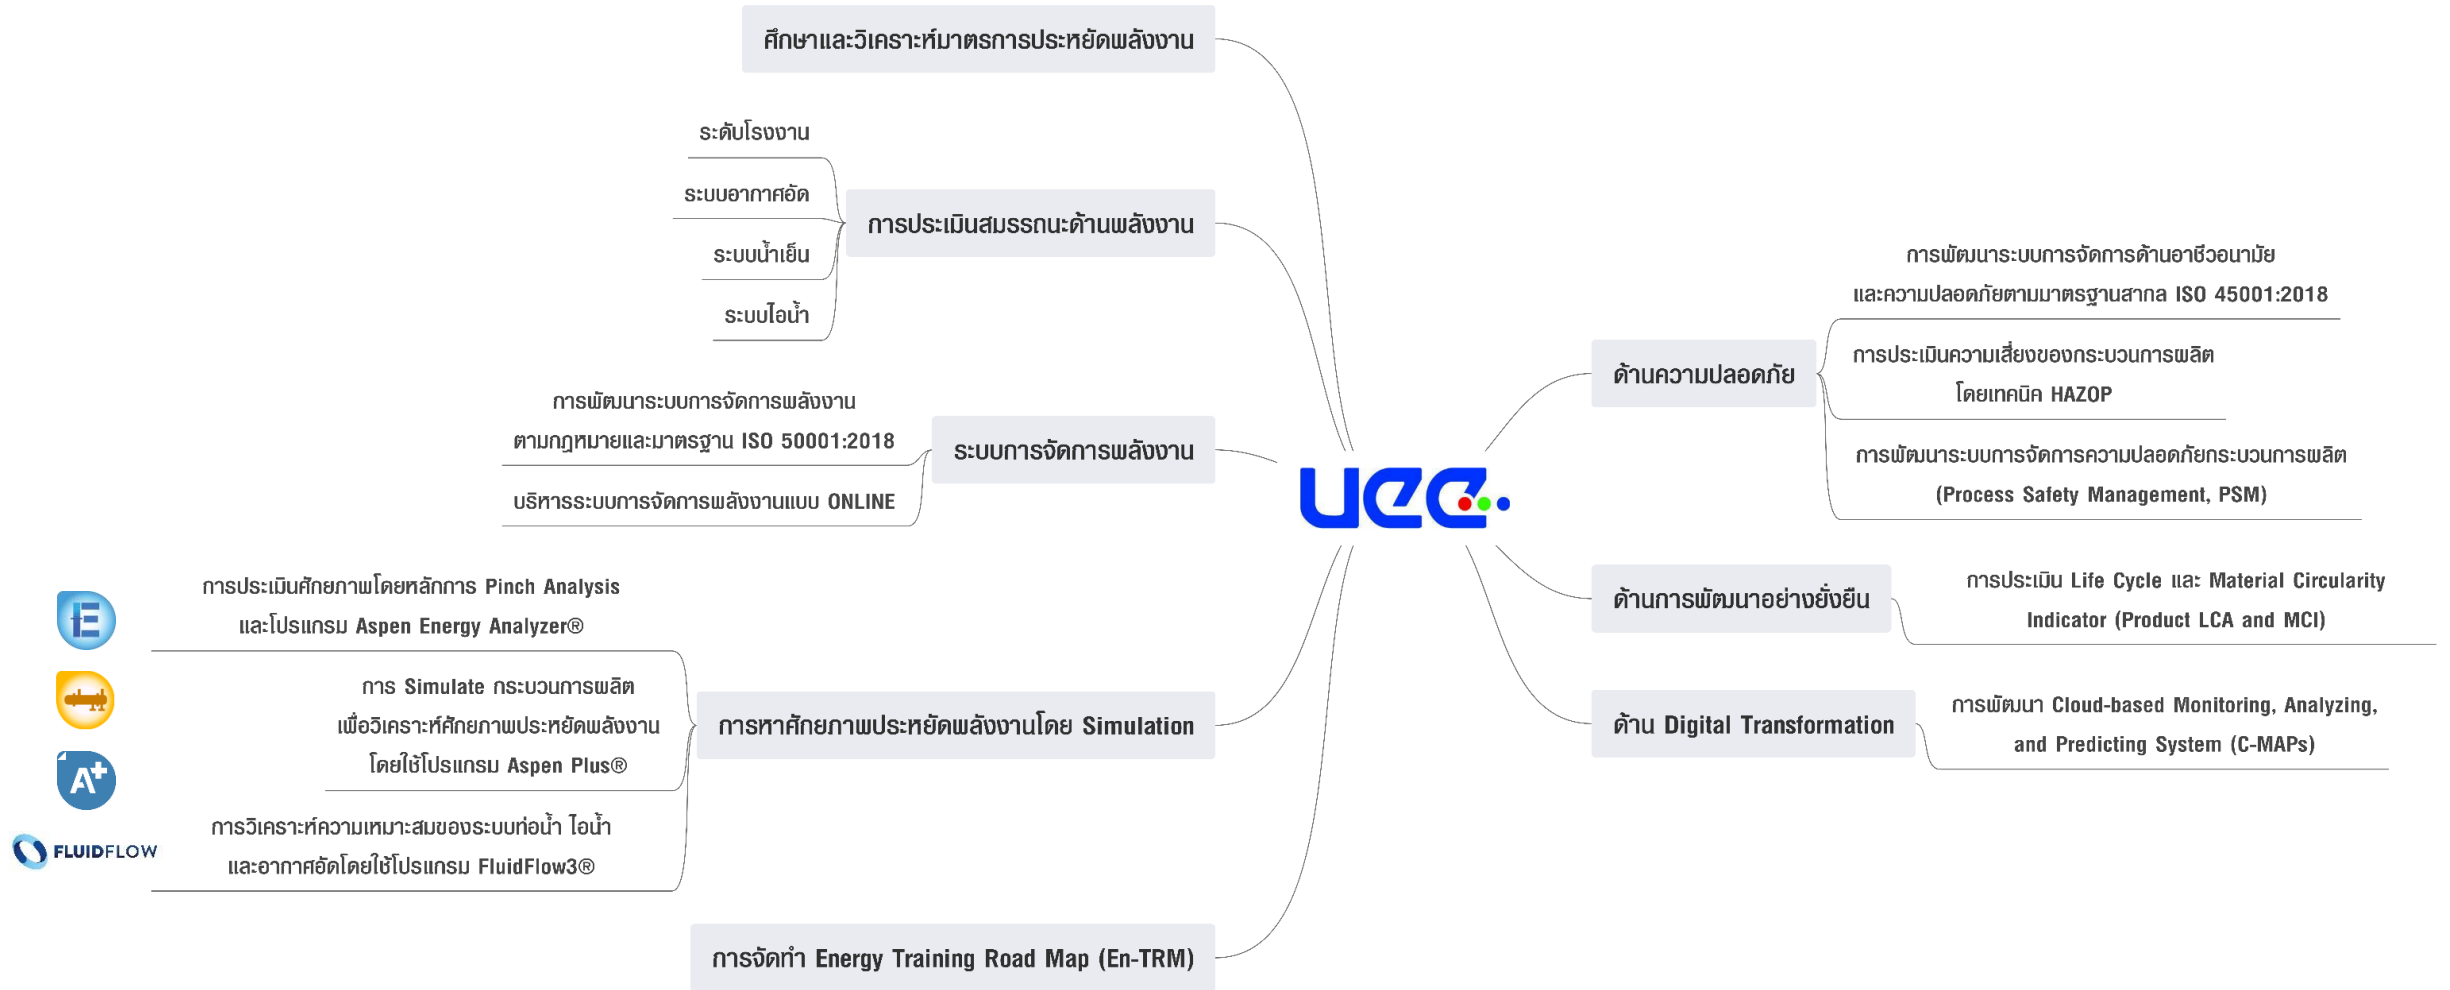 ศึกษาและวิเคราะห์มาตรการประหยัดพลังงาน
ระดับโรงงาน
ระบบอากาศอัด
ระบบน้ำเย็น
ระบบไอน้ำ
การประเมินสมรรถนะด้านพลังงาน
การพัฒนาระบบการจัดการพลังงาน
ตามกฎหมายและมาตรฐาน ISO 50001:2018
บริหารระบบการจัดการพลังงานแบบ ONLINE
ระบบการจัดการพลังงาน
การประเมินศักยภาพโดยหลักการ Pinch Analysis
และโปรแกรม Aspen Energy Analyzer®
การ Simulate กระบวนการผลิต
เพื่อวิเคราะห์ศักยภาพประหยัดพลังงาน
โดยใช้โปรแกรม Aspen Plus®
การวิเคราะห์ความเหมาะสมของระบบท่อน้ำ ไอน้ำ
และอากาศอัดโดยใช้โปรแกรม FluidFlow3®
E
A+
FLUIDFLOW
การหาศักยภาพประหยัดพลังงานโดย Simulation
การจัดทำ Energy Training Road Map (En-TRM)
uee
ด้านความปลอดภัย
การพัฒนาระบบการจัดการด้านอาชีวอนามัย
และความปลอดภัยตามมาตรฐานสากล ISO 45001:2018
การประเมินความเสี่ยงของกระบวนการผลิต
โดยเทคนิค HAZOP
การพัฒนาระบบการจัดการความปลอดภัยกระบวนการผลิต
(Process Safety Management, PSM)
ด้านการพัฒนาอย่างยั่งยืน
การประเมิน Life Cycle และ Material Circularity
Indicator (Product LCA and MCI)
ด้าน Digital Transformation
การพัฒนา Cloud-based Monitoring, Analyzing,
and Predicting System (C-MAPs)